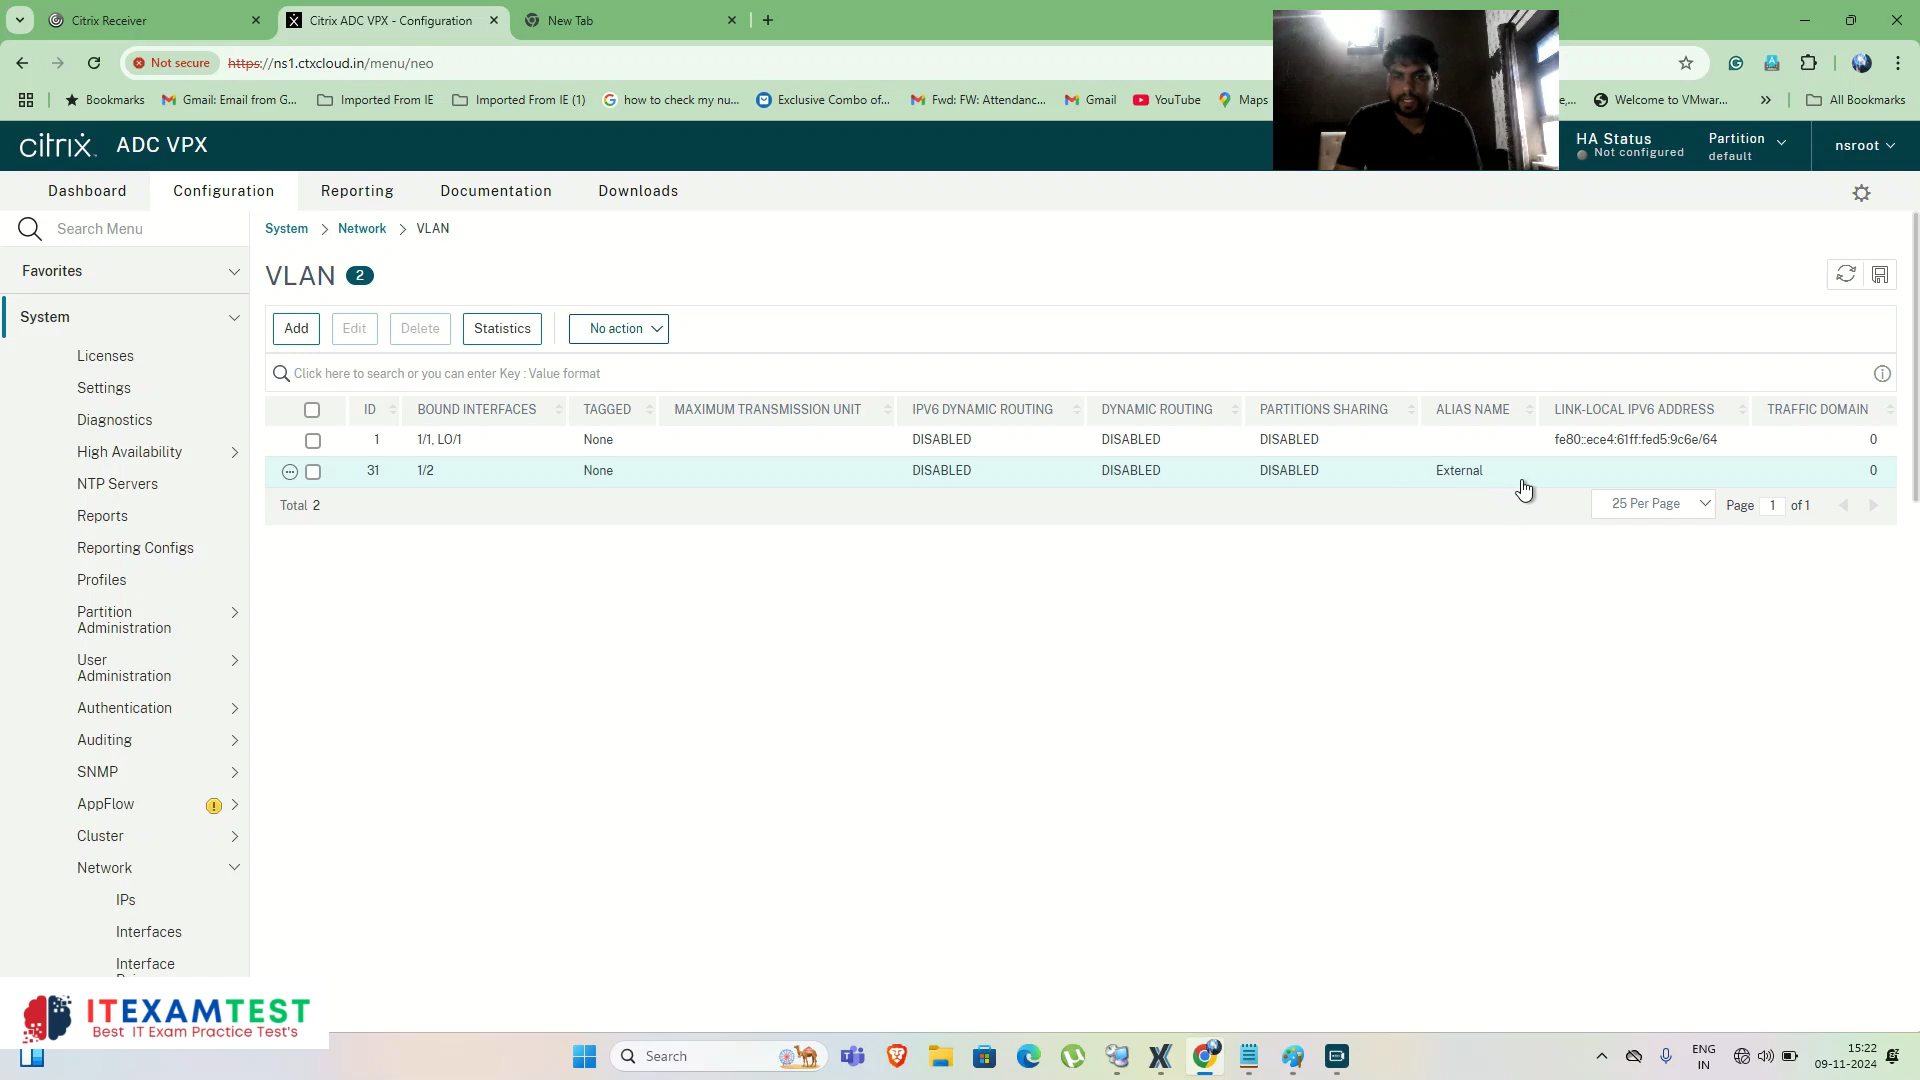 Citrix Receiver
Citrix ADC VPX - Configuration
New Tab
Not secure
https://ns1.ctxcloud.in/menu/neo
Bookmarks
Gmail: Email from G...
Imported From IE
Imported From IE (1)
how to check my nu...
Exclusive Combo of...
Fwd: FW: Attendanc...
Gmail
YouTube
Maps
Welcome to VMwar...
All Bookmarks
citrix ADC VPX
HA Status
Not configured
Partition
default
nsroot
Dashboard
Configuration
Reporting
Documentation
Downloads
Search Menu
System
Network
VLAN
VLAN 2
Favorites
System
Licenses
Settings
Diagnostics
High Availability
NTP Servers
Reports
Reporting Configs
Profiles
Partition
Administration
User
Administration
Authentication
Auditing
SNMP
AppFlow
Cluster
Network
IPs
Interfaces
Interface
Add
Edit
Delete
Statistics
No action
Click here to search or you can enter Key : Value format
ID BOUND INTERFACES TAGGED MAXIMUM TRANSMISSION UNIT IPV6 DYNAMIC ROUTING DYNAMIC ROUTING PARTITIONS SHARING ALIAS NAME LINK-LOCAL IPV6 ADDRESS TRAFFIC DOMAIN
1 1/1, LO/1 None DISABLED DISABLED DISABLED fe80::ece4:61ff:fed5:9c6e/64 0
31 1/2 None DISABLED DISABLED DISABLED External 0
Total 2
25 Per Page
Page 1 of 1
ITEXAMTEST
Best IT Exam Practice Test's
Search
ENG
IN
15:22
09-11-2024